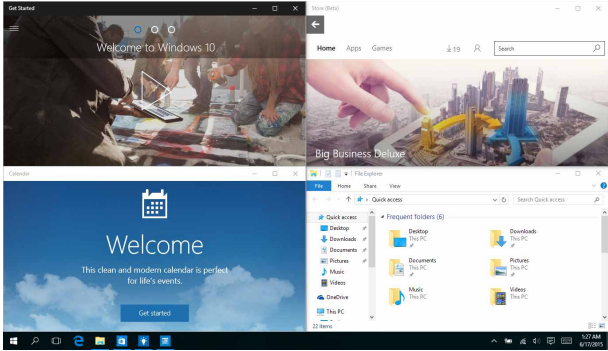 Get Started
Welcome to Windows 10
Store (Beta)
Home Apps Games 19 Search
Big Business Deluxe
Calendar
Welcome
This clean and modern calendar is perfect
for life's events.
Get started
File Explorer
File Home Share View
Quick access Search Quick access
Quick access
Desktop
Downloads
Documents
Pictures
Music
Videos
OneDrive
This PC
22 items
Frequent folders (6)
Desktop
This PC
Downloads
This PC
Documents
This PC
Pictures
This PC
Music
This PC
Videos
This PC
1:27 AM
6/17/2015